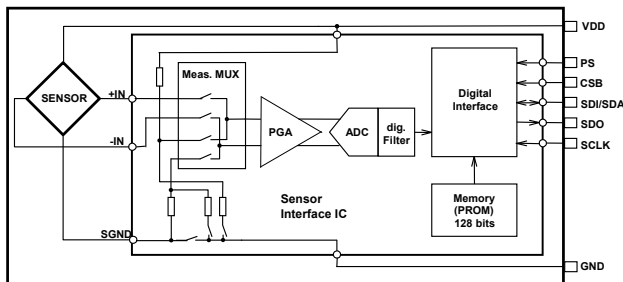 VDD
PS
CSB
SDI/SDA
SDO
SCLK
GND
SENSOR
+IN
-IN
SGND
Meas. MUX
PGA
ADC
dig.
Filter
Digital
Interface
Memory
(PROM)
128 bits
Sensor
Interface IC